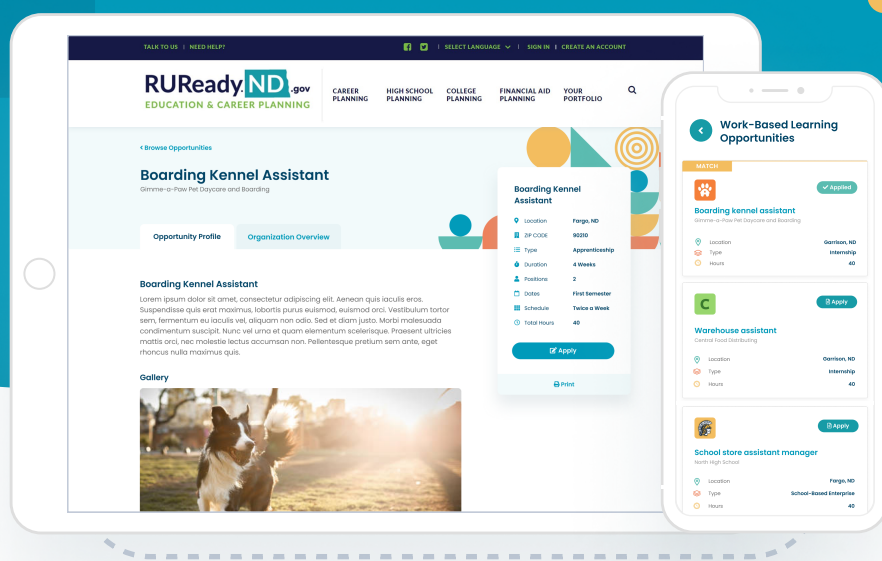 TALK TO US | NEED HELP?
SELECT LANGUAGE | SIGN IN | CREATE AN ACCOUNT
RUReady ND .gov
EDUCATION & CAREER PLANNING
CAREER
PLANNING
HIGH SCHOOL
PLANNING
COLLEGE
PLANNING
FINANCIAL AID
PLANNING
YOUR
PORTFOLIO
< Browse Opportunities
Boarding Kennel Assistant
Gimme-a-Paw Pet Daycare and Boarding
Opportunity Profile
Organization Overview
Boarding Kennel Assistant
Lorem ipsum dolor sit amet, consectetur adipiscing elit. Aenean quis iaculis eros.
Suspendisse quis erat maximus, lobortis purus euismod, euismod orci. Vestibulum tortor
sem, fermentum eu iaculis vel, aliquam non odio. Sed et diam justo. Morbi malesuada
condimentum suscipit. Nunc vel urna et quam elementum scelerisque. Praesent ultricies
mattis orci, nec molestie lectus accumsan non. Pellentesque pretium sem ante, eget
rhoncus nulla maximus quis.
Gallery
Boarding Kennel
Assistant
Location Fargo, ND
ZIP CODE 90210
Type Apprenticeship
Duration 4 Weeks
Positions 2
Dates First Semester
Schedule Twice a Week
Total Hours 40
Apply
Print
Work-Based Learning
Opportunities
MATCH
Applied
Boarding kennel assistant
Gimme-a-Paw Pet Daycare and Boarding
Location Garrison, ND
Type Internship
Hours 40
C
Apply
Warehouse assistant
Central Food Distributing
Location Garrison, ND
Type Internship
Hours 40
Apply
School store assistant manager
North High School
Location Fargo, ND
Type School-Based Enterprise
Hours 40